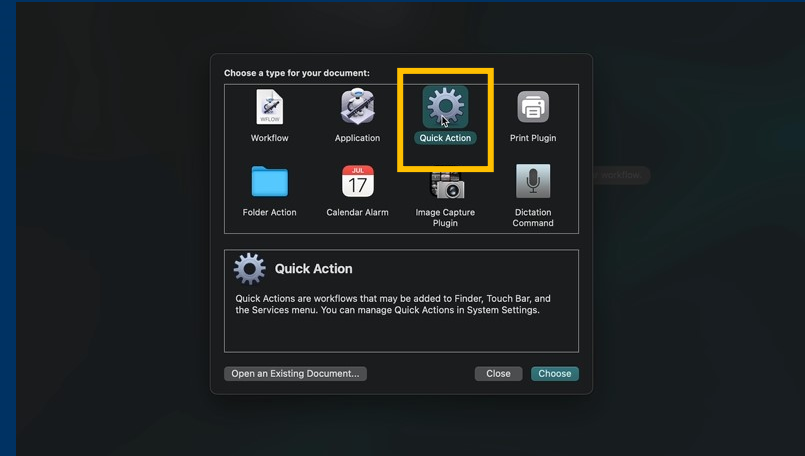 Choose a type for your document:
WFLOW
Workflow
Application
Quick Action
Print Plugin
JUL
17
Folder Action
Calendar Alarm
Image Capture
Plugin
Dictation
Command
workflow.
Quick Action
Quick Actions are workflows that may be added to Finder, Touch Bar, and
the Services menu. You can manage Quick Actions in System Settings.
Open an Existing Document...
Close
Choose